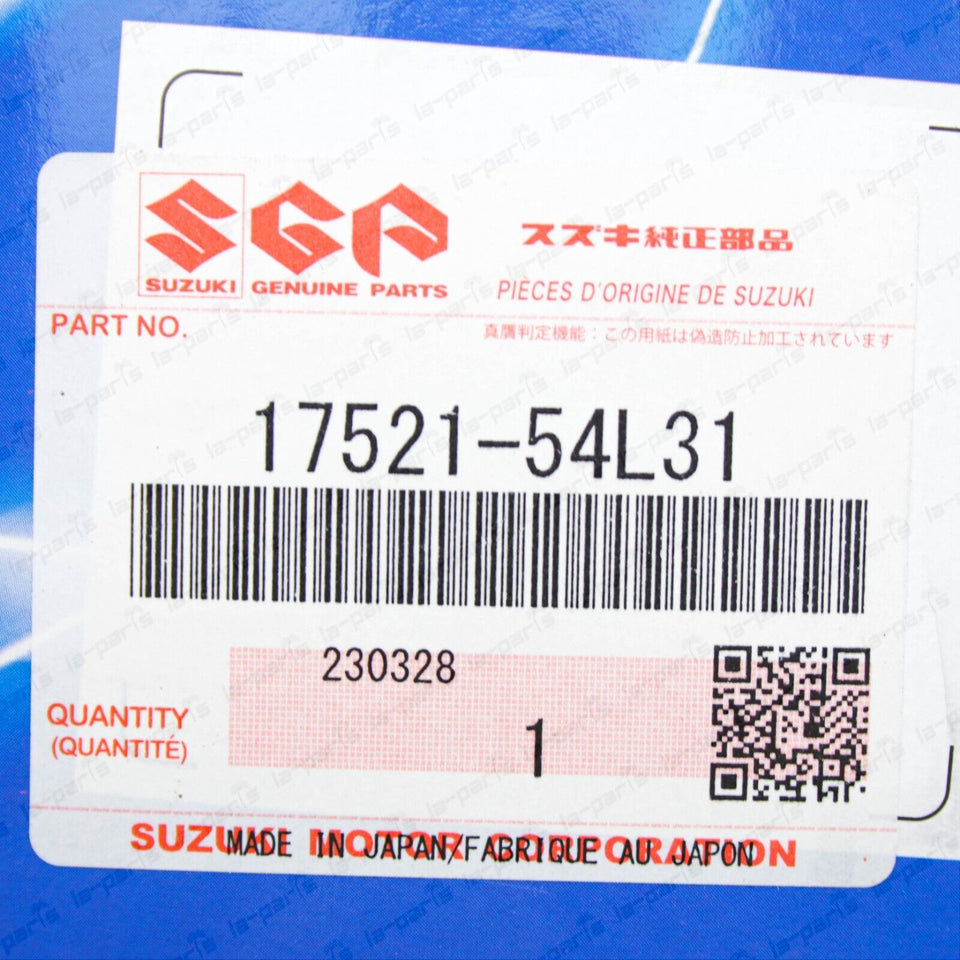 SUZUKI GENUINE PARTS
スズキ純正部品
PIÈCES D'ORIGINE DE SUZUKI
PART NO.
真贋判定機能：この用紙は偽造防止加工されています
17521-54L31
230328
QUANTITY
(QUANTITÉ)
1
SUZUKI MOTOR CORPORATION
MADE IN JAPAN/FABRIQUE AU JAPON
la-parts